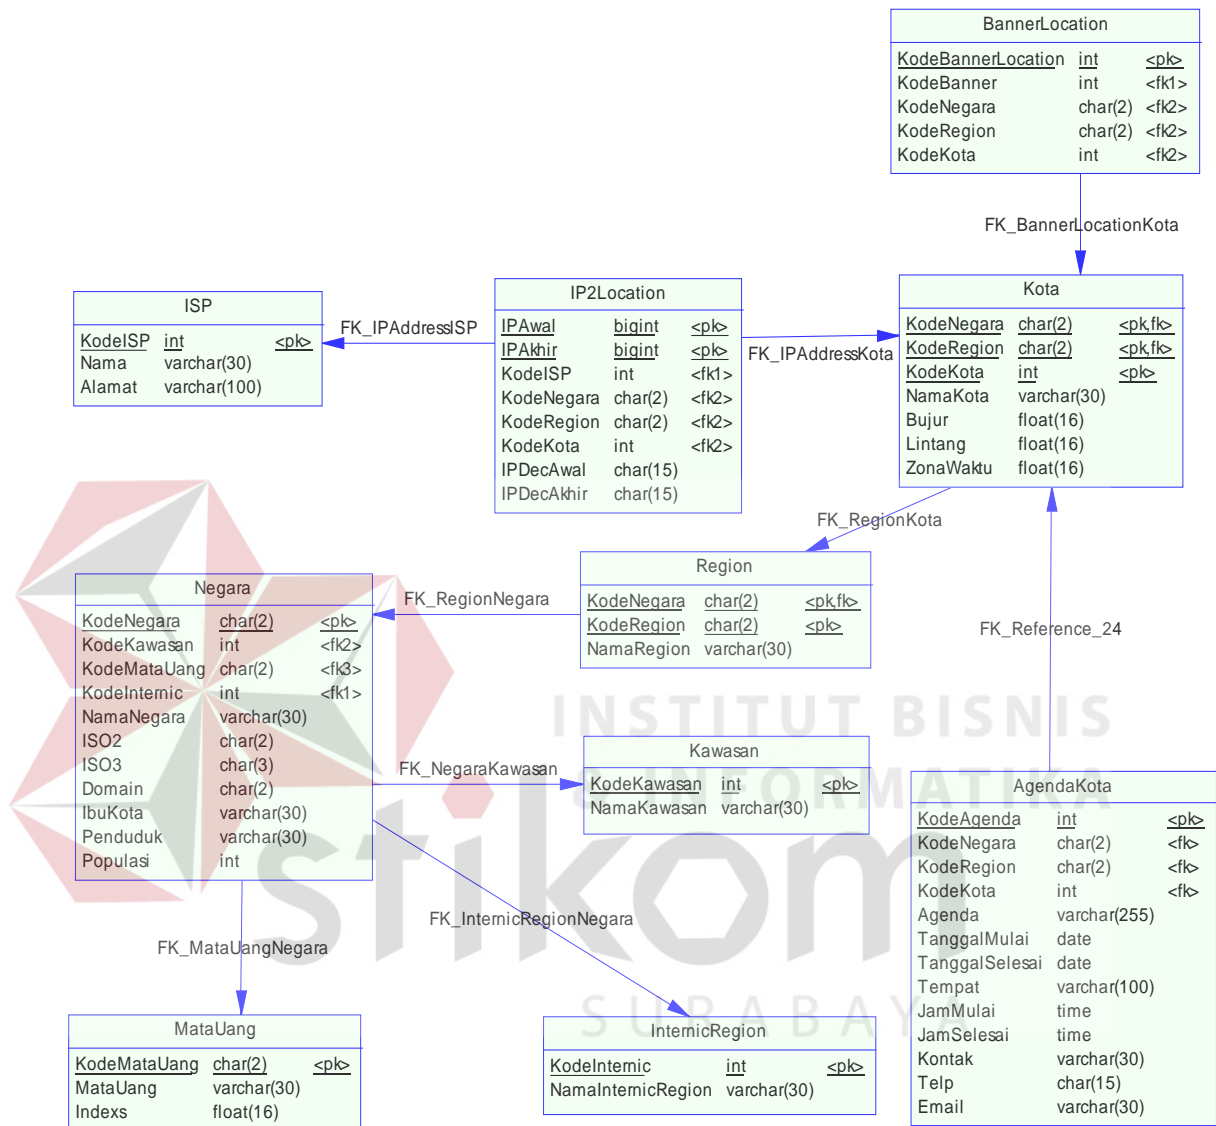 BannerLocation
KodeBannerLocation int <pk>
KodeBanner int <fk1>
KodeNegara char(2) <fk2>
KodeRegion char(2) <fk2>
KodeKota int <fk2>
FK_BannerLocationKota
ISP
KodeISP int <pk>
Nama varchar(30)
Alamat varchar(100)
FK_IPAddressISP
IP2Location
IPAwal bigint <pk>
IPAkhir bigint <pk>
KodeISP int <fk1>
KodeNegara char(2) <fk2>
KodeRegion char(2) <fk2>
KodeKota int <fk2>
IPDecAwal char(15)
IPDecAkhir char(15)
FK_IPAddressKota
Kota
KodeNegara char(2) <pk,fk>
KodeRegion char(2) <pk,fk>
KodeKota int <pk>
NamaKota varchar(30)
Bujur float(16)
Lintang float(16)
ZonaWaktu float(16)
FK_RegionKota
Negara
KodeNegara char(2) <pk>
KodeKawasan int <fk2>
KodeMataUang char(2) <fk3>
KodeInternic int <fk1>
NamaNegara varchar(30)
ISO2 char(2)
ISO3 char(3)
Domain char(2)
IbuKota varchar(30)
Penduduk varchar(30)
Populasi int
FK_RegionNegara
Region
KodeNegara char(2) <pk,fk>
KodeRegion char(2) <pk>
NamaRegion varchar(30)
FK_Reference_24
INSTITUT BISNIS
& INFORMATIKA
stikom
SURABAYA
FK_NegaraKawasan
Kawasan
KodeKawasan int <pk>
NamaKawasan varchar(30)
AgendaKota
KodeAgenda int <pk>
KodeNegara char(2) <fk>
KodeRegion char(2) <fk>
KodeKota int <fk>
Agenda varchar(255)
TanggalMulai date
TanggalSelesai date
Tempat varchar(100)
JamMulai time
JamSelesai time
Kontak varchar(30)
Telp char(15)
Email varchar(30)
FK_InternicRegionNegara
FK_MataUangNegara
MataUang
KodeMataUang char(2) <pk>
MataUang varchar(30)
Indexs float(16)
InternicRegion
KodeInternic int <pk>
NamaInternicRegion varchar(30)